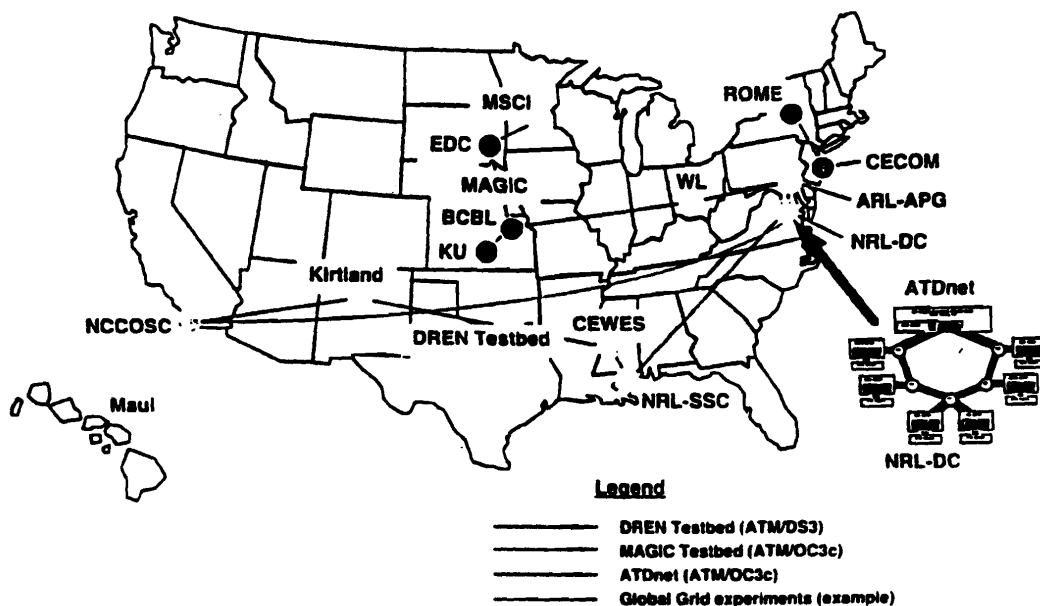 ROME
MSCI
EDC
CECOM
MAGIC
WL
ARL-APG
BCBL
NRL-DC
KU
Kirtland
ATDnet
NCCOSC
CEWES
DREN Testbed
NRL-SSC
Maui
NRL-DC
Legend
DREN Testbed (ATM/DS3)
MAGIC Testbed (ATM/OC3c)
ATDnet (ATM/OC3c)
Global Grid experiments (example)